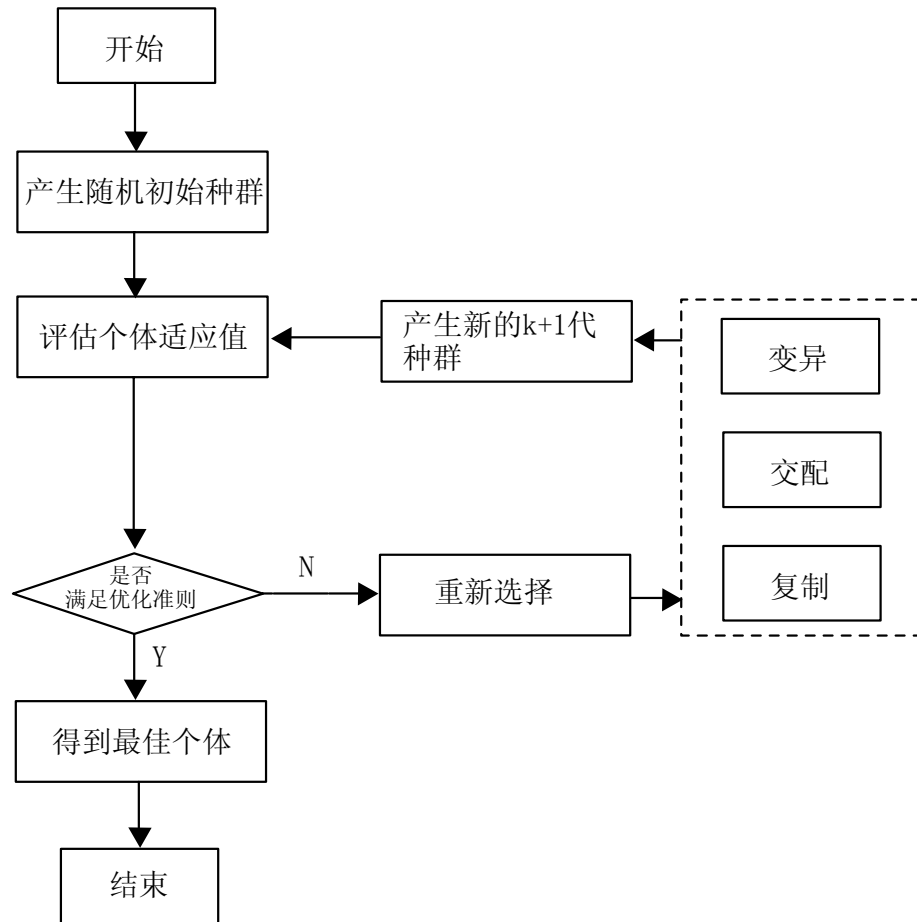 开始
产生随机初始种群
评估个体适应值
产生新的k+1代
种群
变异
交配
复制
是否
满足优化准则
N
重新选择
Y
得到最佳个体
结束